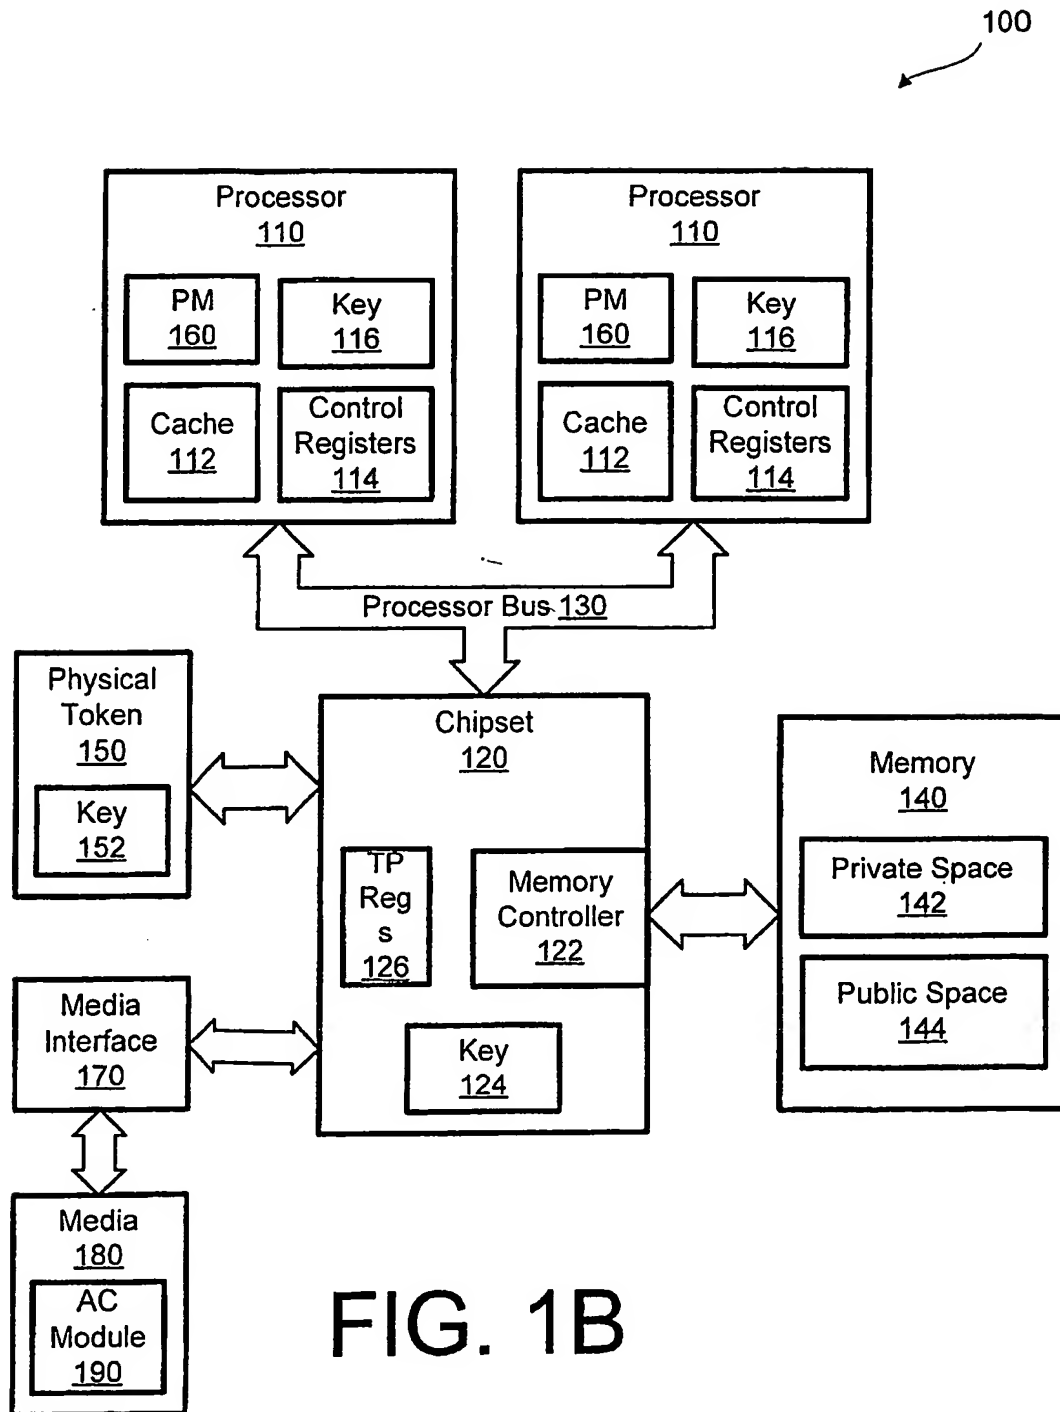 100
Processor
110
PM
160
Key
116
Cache
112
Control
Registers
114
Processor
110
PM
160
Key
116
Cache
112
Control
Registers
114
Processor Bus 130
Physical
Token
150
Key
152
Chipset
120
TP
Reg
s
126
Memory
Controller
122
Key
124
Memory
140
Private Space
142
Public Space
144
Media
Interface
170
Media
180
AC
Module
190
FIG. 1B